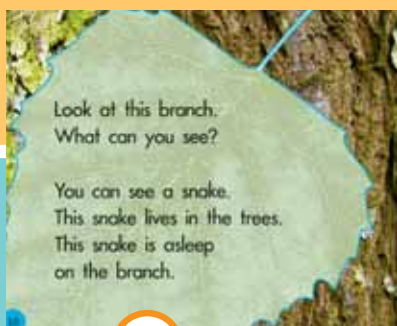 Look at this branch.
What can you see?
You can see a snake.
This snake lives in the trees.
This snake is asleep
on the branch.